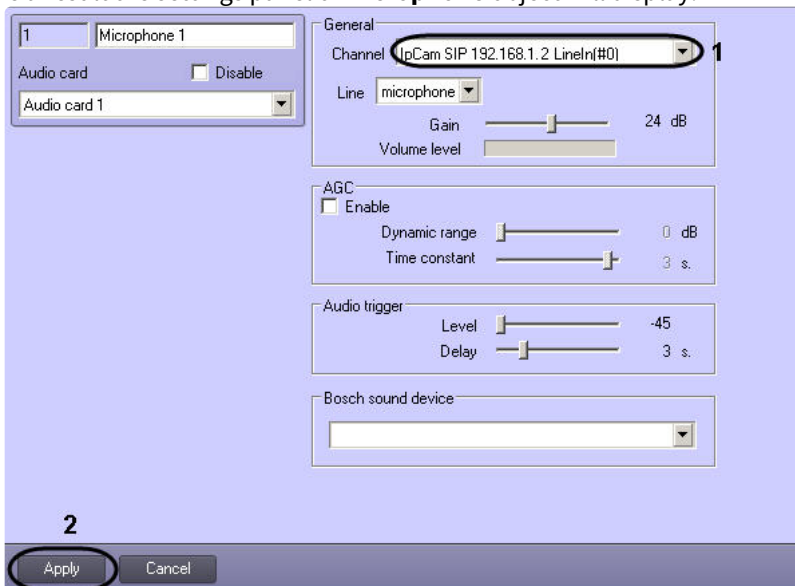 1
Microphone 1
Audio card
Disable
Audio card 1
General
Channel
IpCam SIP 192.168.1.2 LineIn(#0)
1
Line
microphone
Gain
24 dB
Volume level
AGC
Enable
Dynamic range
0 dB
Time constant
3 s.
Audio trigger
Level
-45
Delay
3 s.
Bosch sound device
2
Apply
Cancel